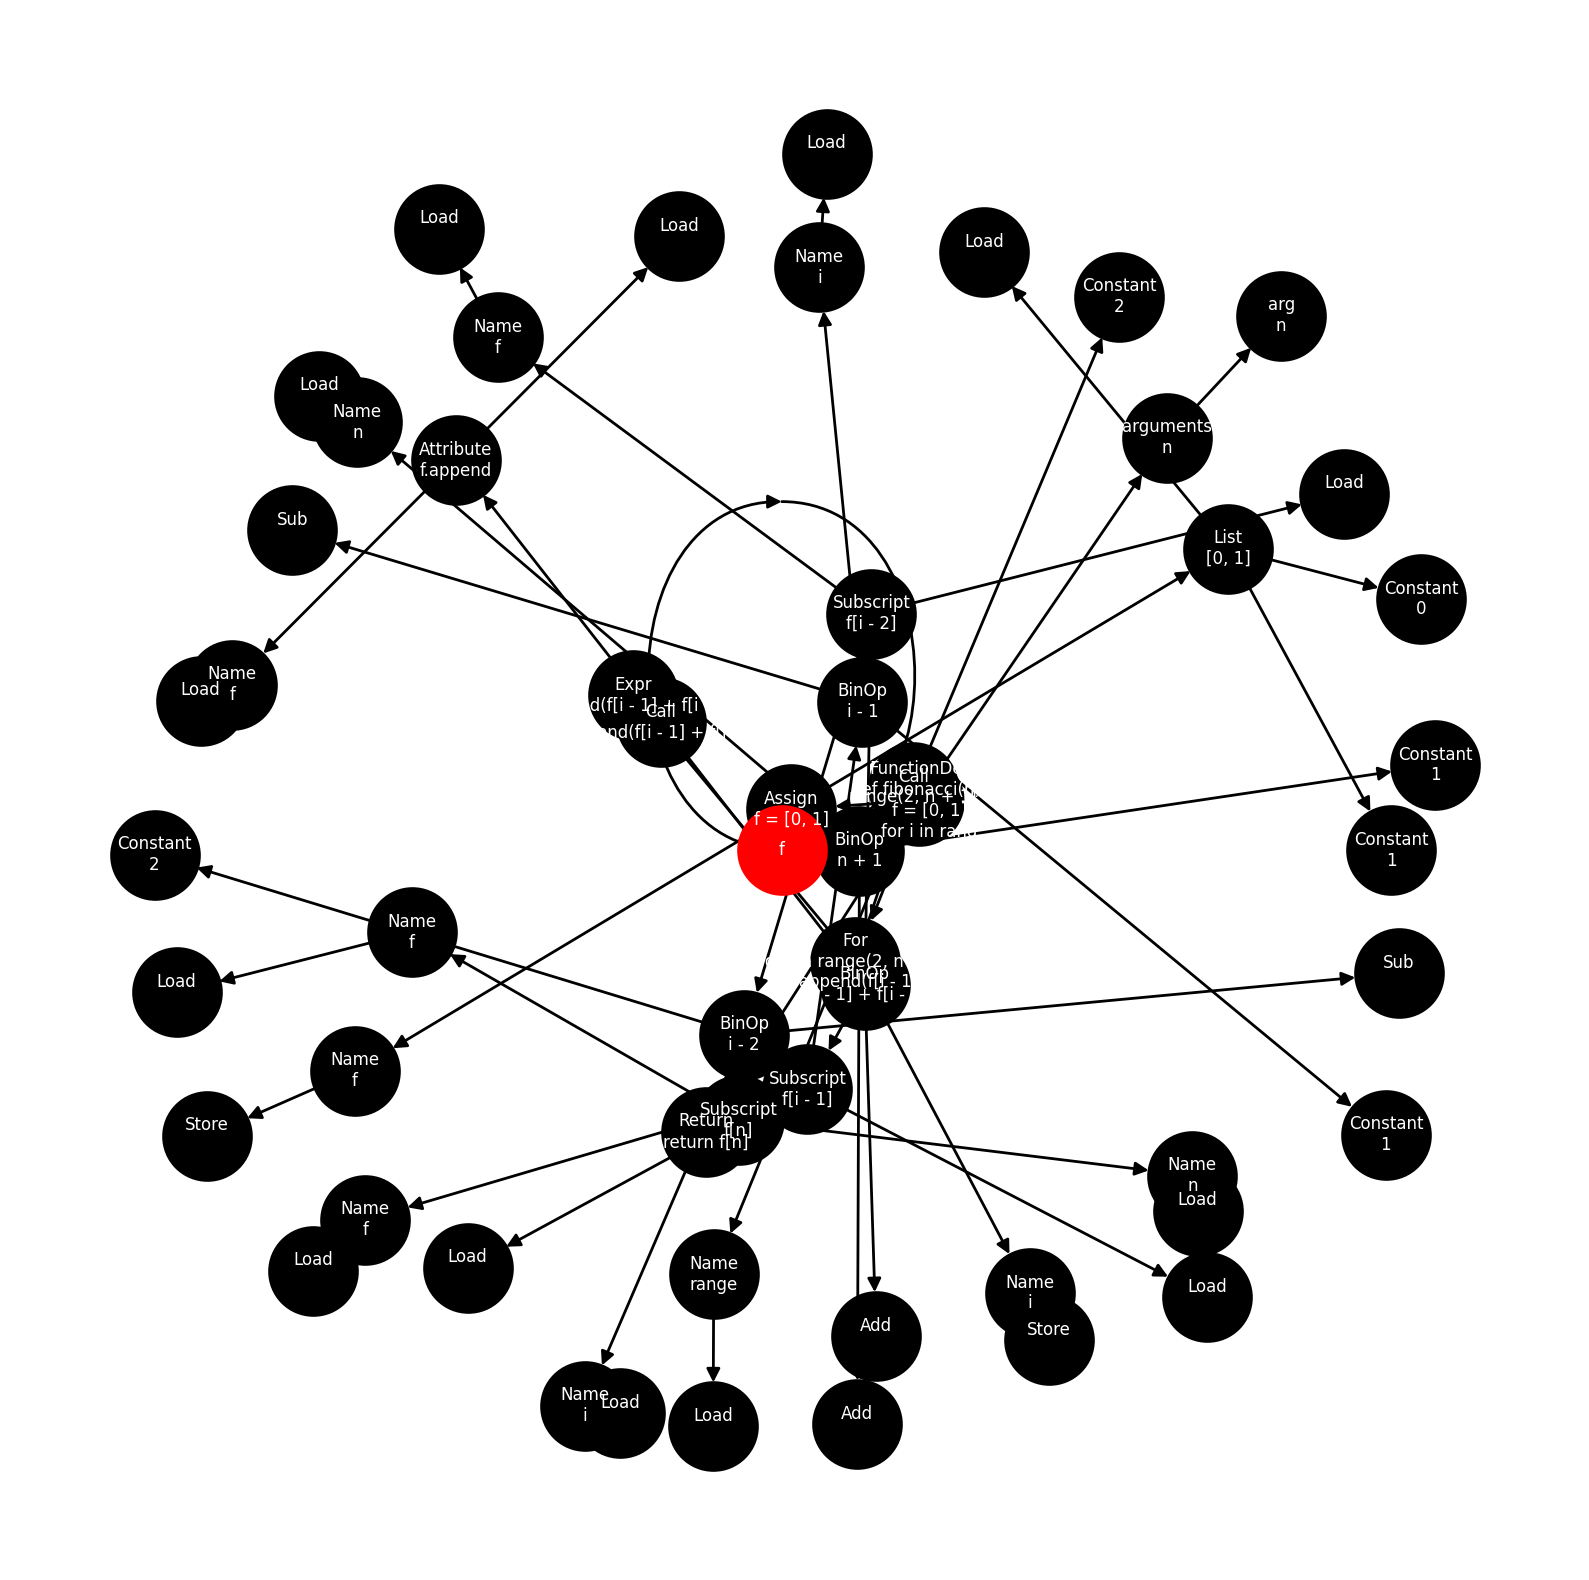 Load
Load
Load
Load
Name
i
Constant
2
arg
n
Name
f
Load
Name
n
Attribute
f.append
arguments
n
Load
Sub
List
[0, 1]
Constant
0
Subscript
f[i - 2]
Load
Name
f
Expr
d(f[i - 1] + f[i
Call
end(f[i - 1] +
BinOp
i - 1
Constant
1
FunctionDe
Call
ef fibonacci(
nge(2, n +
f = [0, 1]
for i in rang
Assign
f = [0, 1]
f
BinOp
n + 1
Constant
1
Constant
2
Name
f
For
range(2, n
append(f[i - 1
BinOp
- 1] + f[i -
Sub
Load
BinOp
i - 2
Name
f
Store
Subscript
f[i - 1]
Subscript
f[n]
Return
return f[n]
Constant
1
Name
n
Load
Name
f
Load
Load
Name
range
Name
i
Store
Load
Add
Name
i
Load
Load
Add